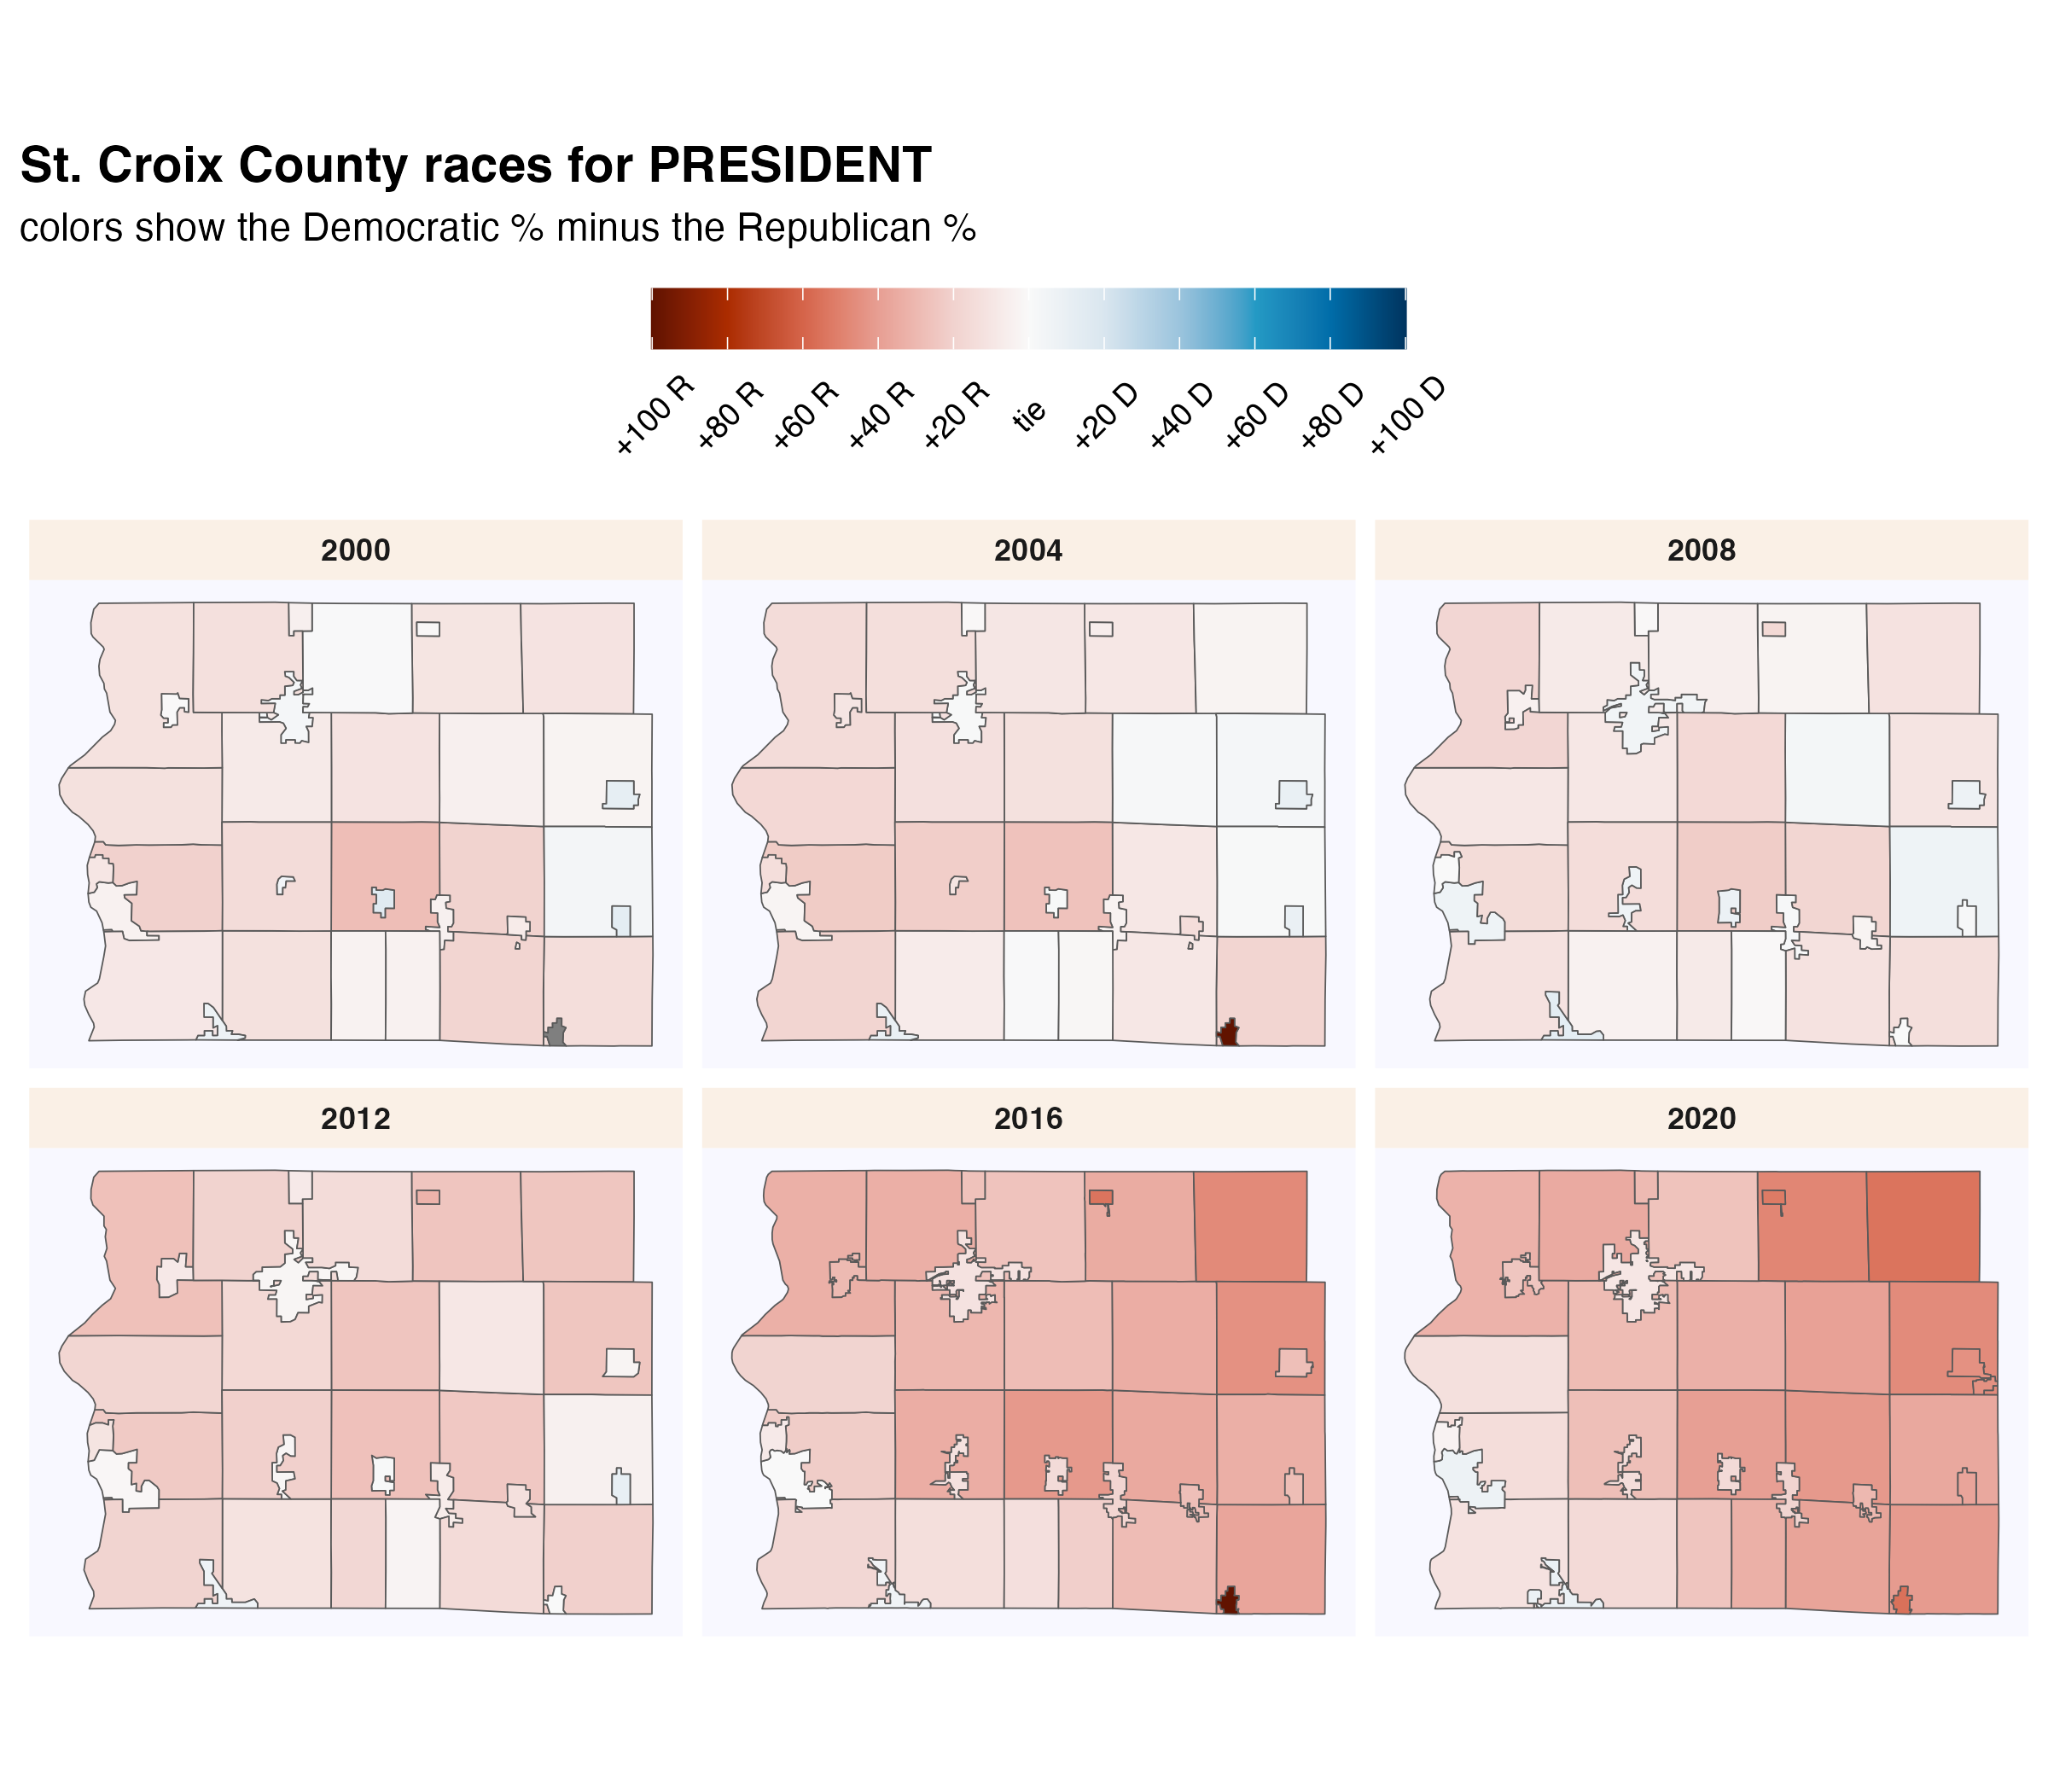 St. Croix County races for PRESIDENT
colors show the Democratic % minus the Republican %
+100 R +80 R +60 R +40 R +20 R tie +20 D +40 D +60 D +80 D +100 D
2000 2004 2008
2012 2016 2020